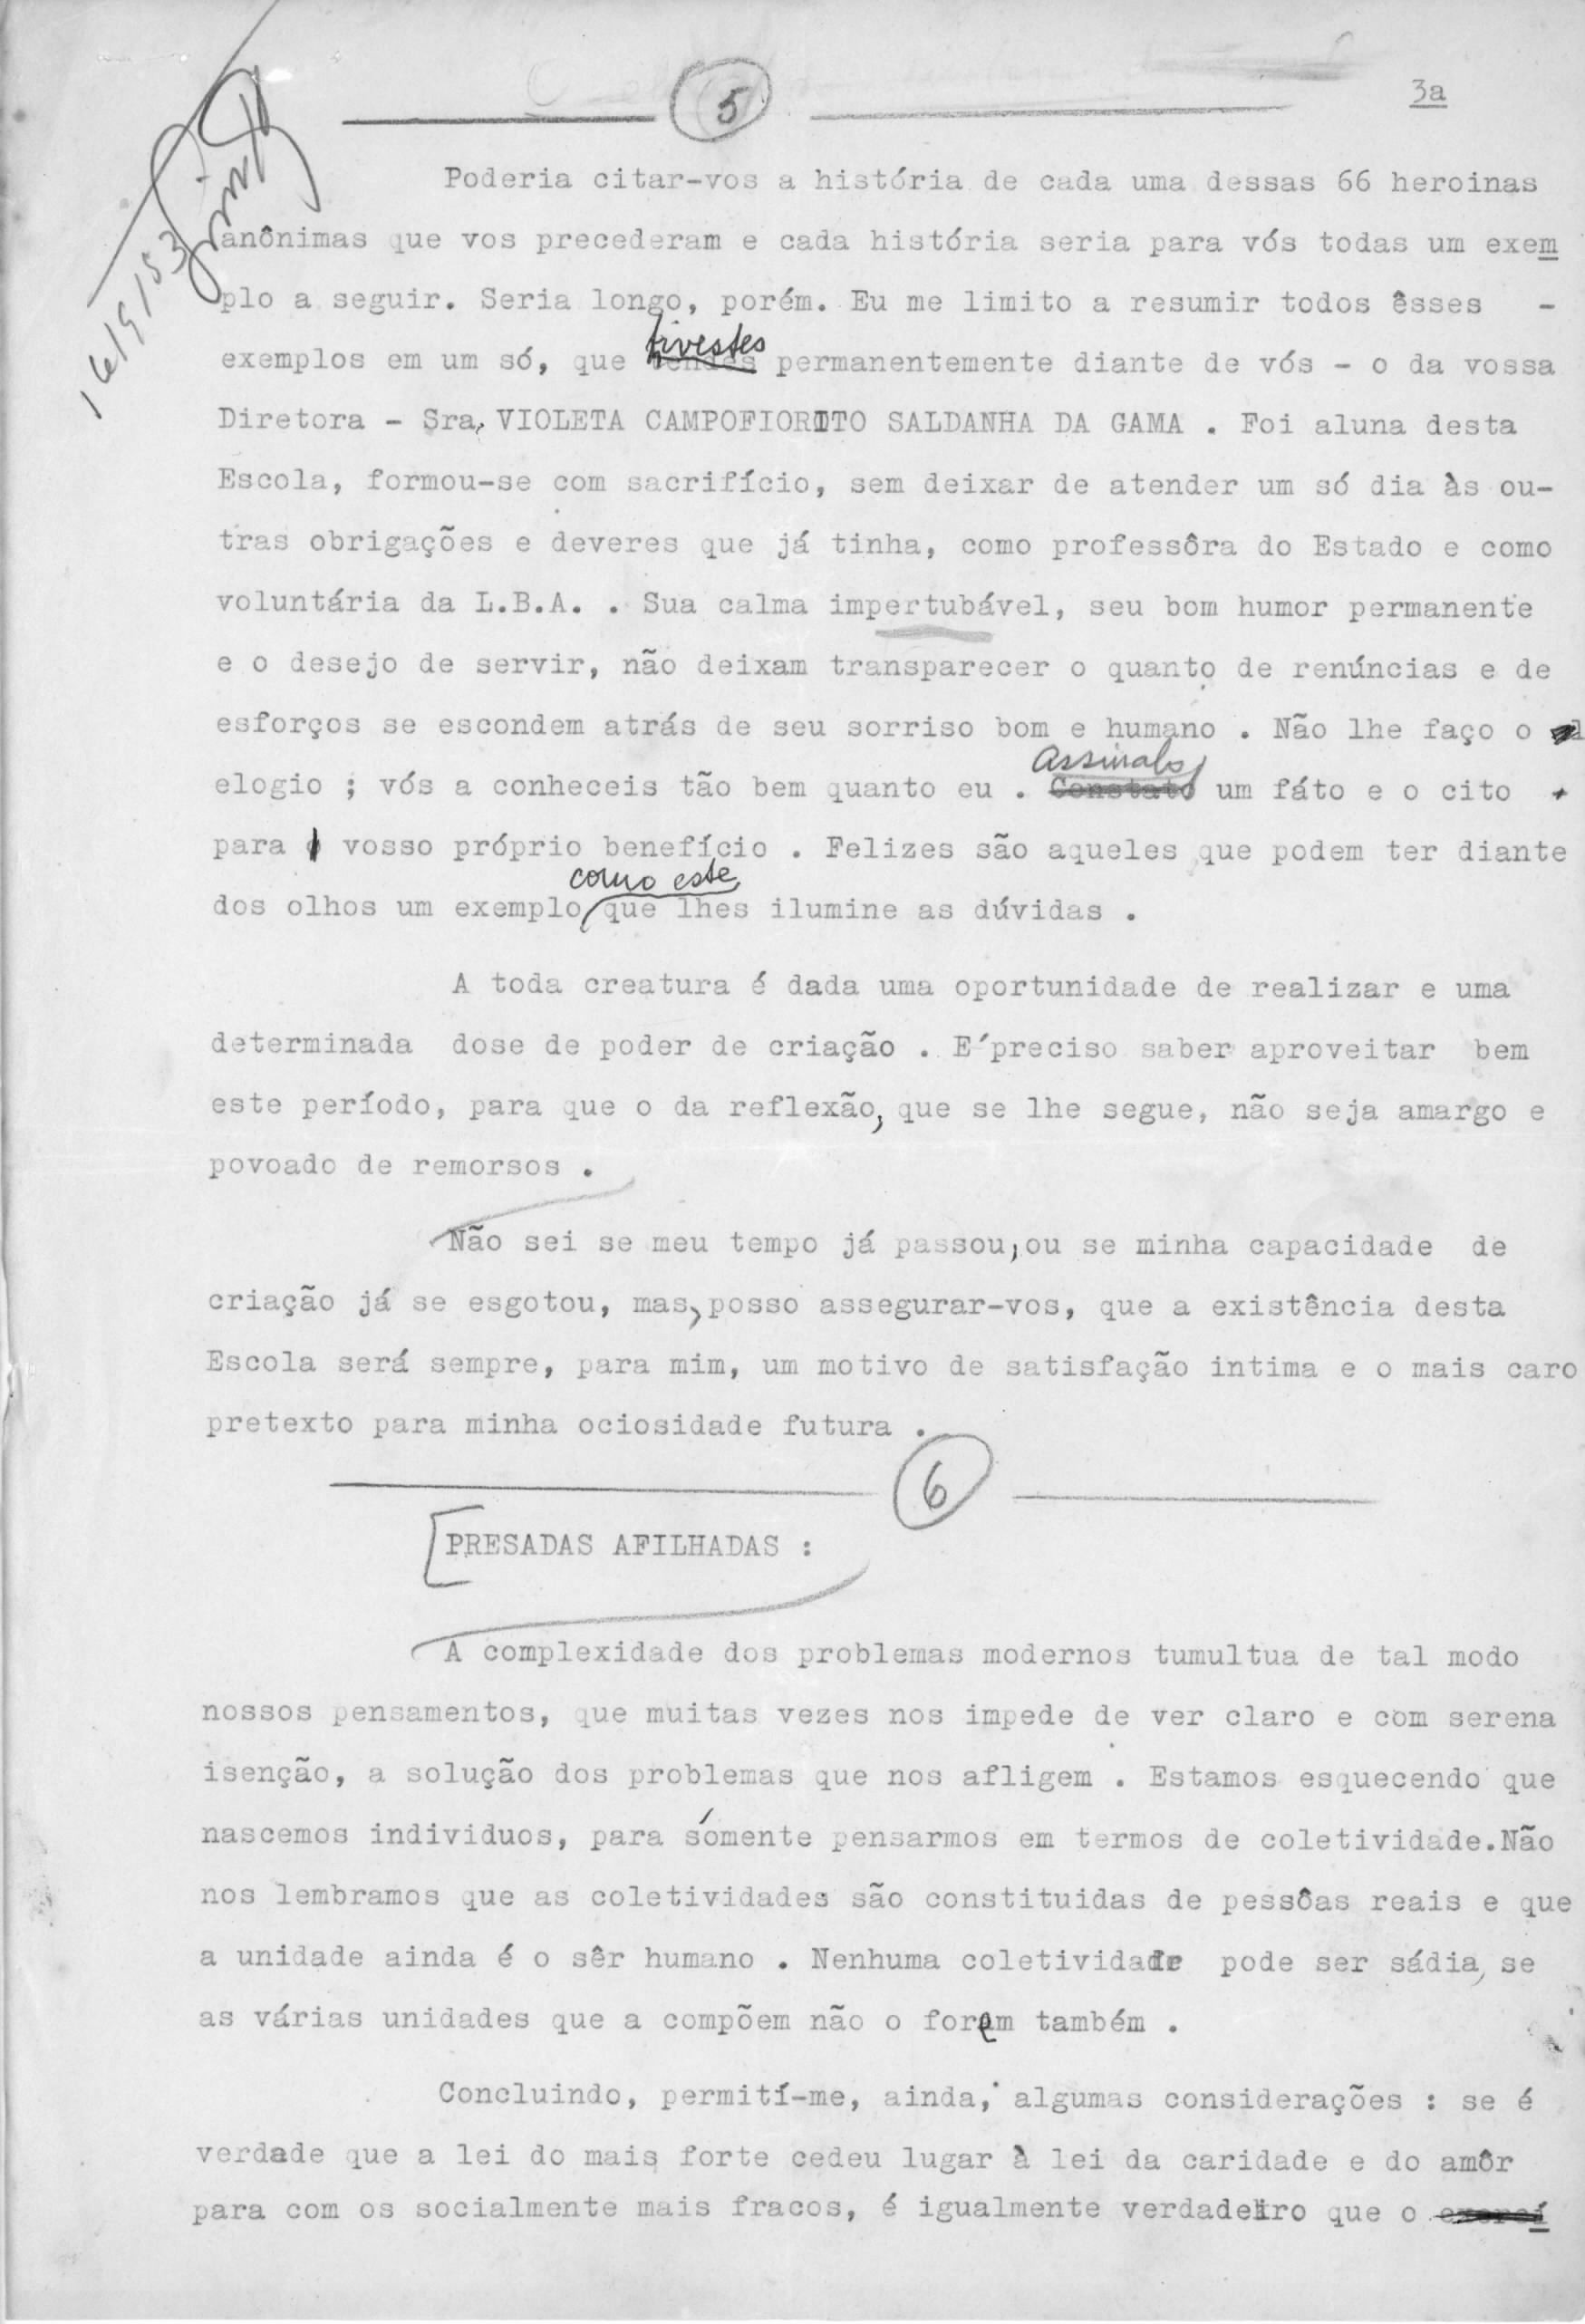 5
3a
16/9/53
Poderia citar-vos a história de cada uma dessas 66 heroinas
anônimas que vos precederam e cada história seria para vós todas um exem
plo a seguir. Seria longo, porém. Eu me limito a resumir todos êsses -
tivestes
exemplos em um só, que tendes permanentemente diante de vós - o da vossa
Diretora - Sra, VIOLETA CAMPOFIORITO SALDANHA DA GAMA . Foi aluna desta
Escola, formou-se com sacrifício, sem deixar de atender um só dia às ou-
tras obrigações e deveres que já tinha, como professôra do Estado e como
voluntária da L.B.A. . Sua calma impertubável, seu bom humor permanente
e o desejo de servir, não deixam transparecer o quanto de renúncias e de
esforços se escondem atrás de seu sorriso bom e humano . Não lhe faço o
Assinalo
elogio ; vós a conheceis tão bem quanto eu . Constato um fáto e o cito
para vosso próprio benefício . Felizes são aqueles que podem ter diante
como este,
dos olhos um exemplo que lhes ilumine as dúvidas .
A toda creatura é dada uma oportunidade de realizar e uma
determinada dose de poder de criação . E´preciso saber aproveitar bem
este período, para que o da reflexão, que se lhe segue, não seja amargo e
povoado de remorsos .
Não sei se meu tempo já passou, ou se minha capacidade de
criação já se esgotou, mas, posso assegurar-vos, que a existência desta
Escola será sempre, para mim, um motivo de satisfação intima e o mais caro
pretexto para minha ociosidade futura .
6
PRESADAS AFILHADAS :
A complexidade dos problemas modernos tumultua de tal modo
nossos pensamentos, que muitas vezes nos impede de ver claro e com serena
isenção, a solução dos problemas que nos afligem . Estamos esquecendo que
nascemos individuos, para sómente pensarmos em termos de coletividade.Não
nos lembramos que as coletividades são constituidas de pessôas reais e que
a unidade ainda é o sêr humano . Nenhuma coletividade pode ser sádia, se
as várias unidades que a compõem não o forem também .
Concluindo, permití-me, ainda, algumas considerações : se é
verdade que a lei do mais forte cedeu lugar à lei da caridade e do amôr
para com os socialmente mais fracos, é igualmente verdadeiro que o exercí